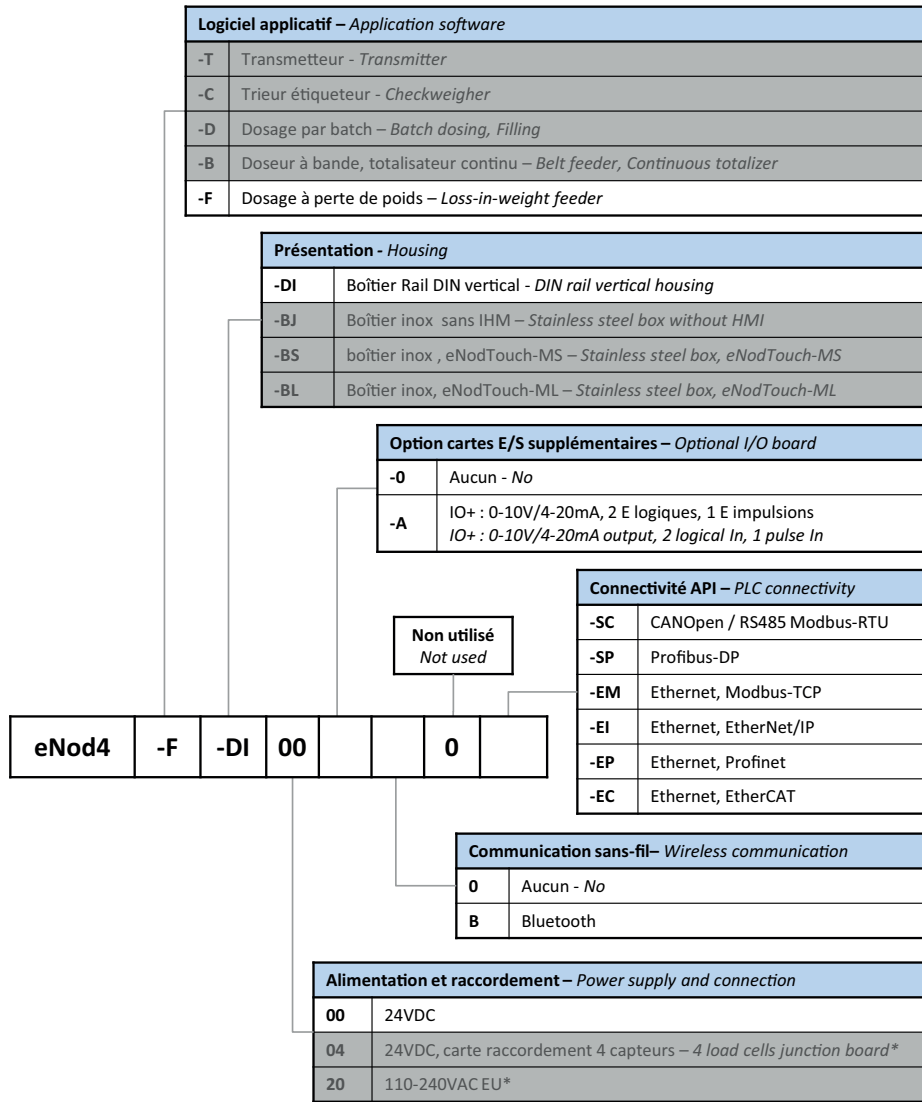 Logiciel applicatif – Application software
-T Transmetteur - Transmitter
-C Trieur étiqueteur - Checkweigher
-D Dosage par batch – Batch dosing, Filling
-B Doseur à bande, totalisateur continu – Belt feeder, Continuous totalizer
-F Dosage à perte de poids – Loss-in-weight feeder
Présentation - Housing
-DI Boîtier Rail DIN vertical - DIN rail vertical housing
-BJ Boîtier inox sans IHM – Stainless steel box without HMI
-BS boîtier inox , eNodTouch-MS – Stainless steel box, eNodTouch-MS
-BL Boîtier inox, eNodTouch-ML – Stainless steel box, eNodTouch-ML
Option cartes E/S supplémentaires – Optional I/O board
-0 Aucun - No
-A IO+ : 0-10V/4-20mA, 2 E logiques, 1 E impulsions
IO+ : 0-10V/4-20mA output, 2 logical In, 1 pulse In
Connectivité API – PLC connectivity
-SC CANOpen / RS485 Modbus-RTU
-SP Profibus-DP
-EM Ethernet, Modbus-TCP
-EI Ethernet, EtherNet/IP
-EP Ethernet, Profinet
-EC Ethernet, EtherCAT
Non utilisé
Not used
eNod4 -F -DI 00 0
Communication sans-fil– Wireless communication
0 Aucun - No
B Bluetooth
Alimentation et raccordement – Power supply and connection
00 24VDC
04 24VDC, carte raccordement 4 capteurs – 4 load cells junction board*
20 110-240VAC EU*